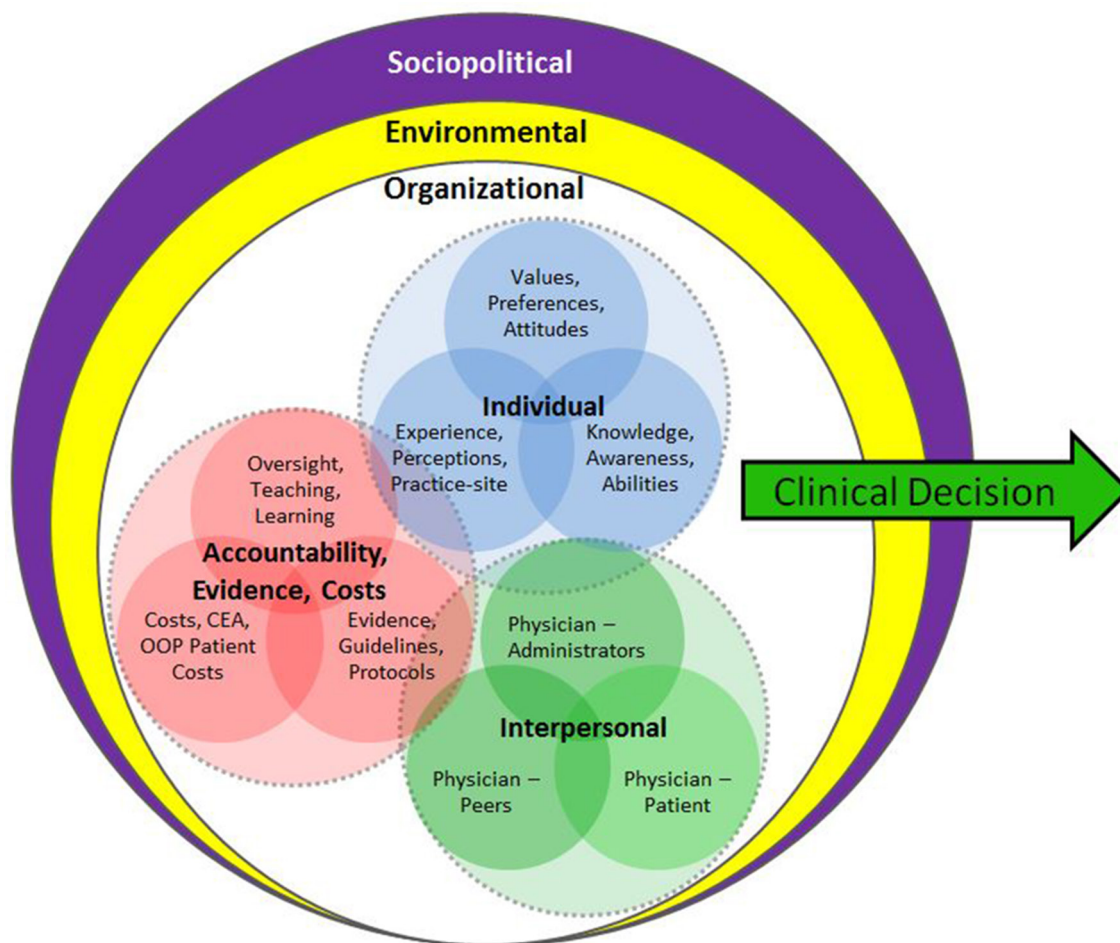 Sociopolitical
Environmental
Organizational
Values,
Preferences,
Attitudes
Individual
Experience,
Perceptions,
Practice-site
Knowledge,
Awareness,
Abilities
Oversight,
Teaching,
Learning
Accountability,
Evidence, Costs
Costs, CEA,
OOP Patient
Costs
Evidence,
Guidelines,
Protocols
Physician –
Administrators
Interpersonal
Physician –
Peers
Physician –
Patient
Clinical Decision